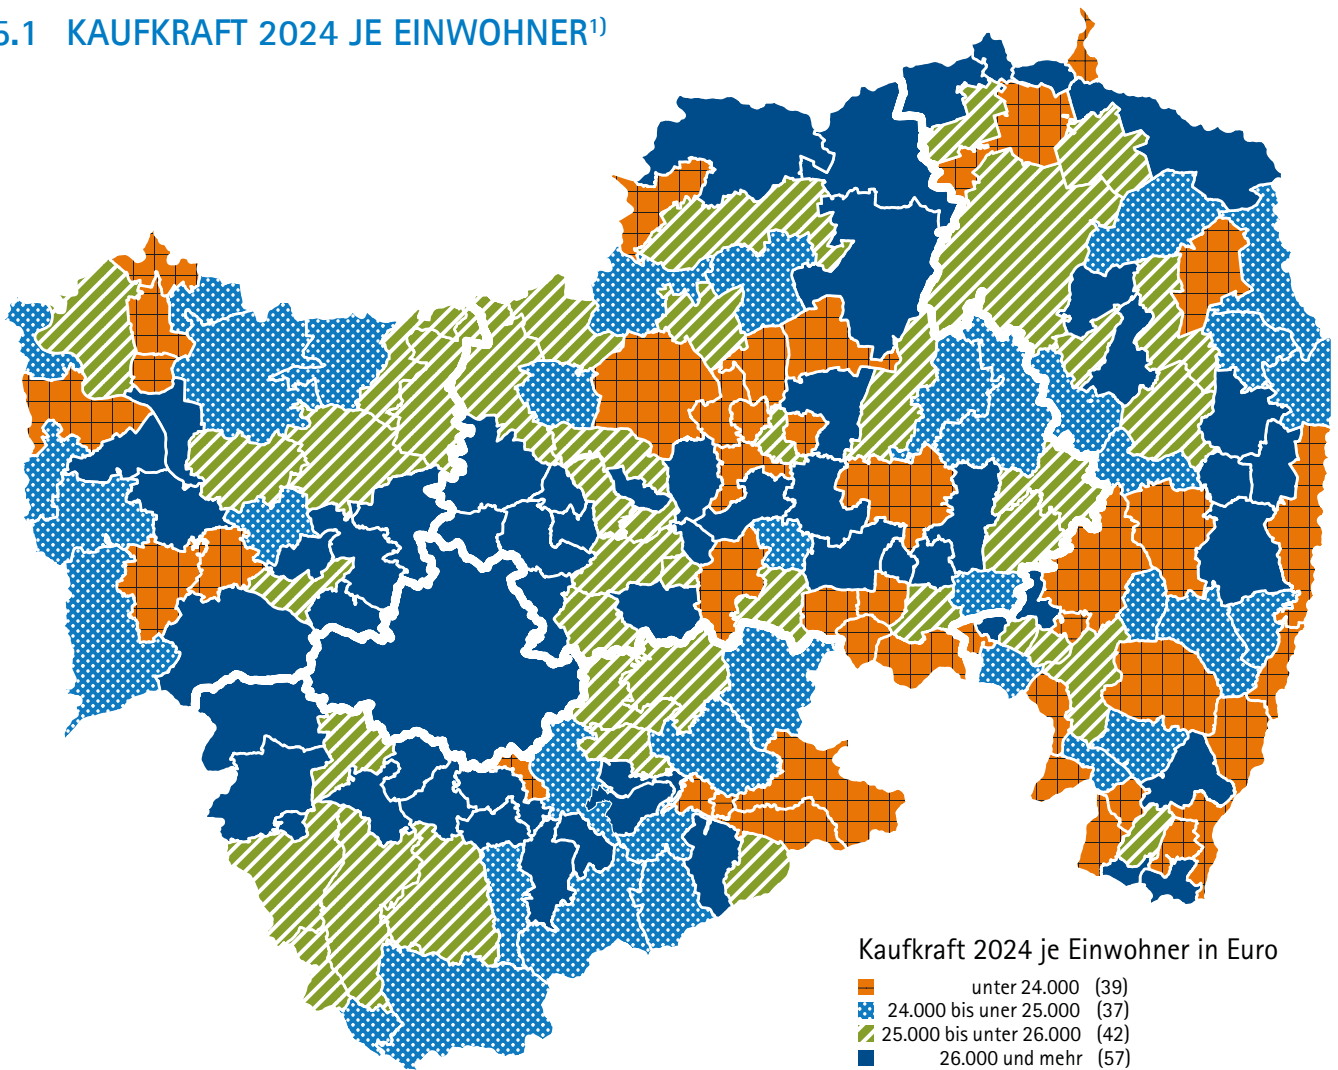 5.1 KAUFKRAFT 2024 JE EINWOHNER¹⁾
Kaufkraft 2024 je Einwohner in Euro
unter 24.000 (39)
24.000 bis uner 25.000 (37)
25.000 bis unter 26.000 (42)
26.000 und mehr (57)